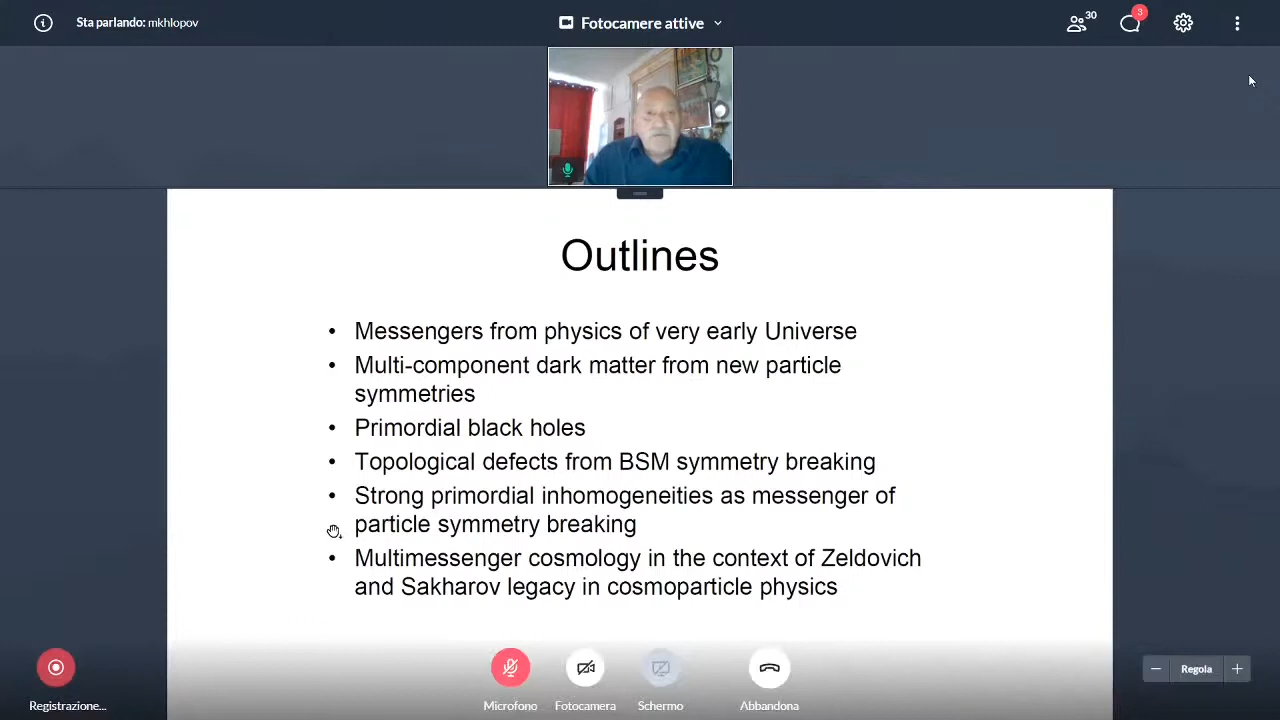 Sta parlando: mkhlopov
Fotocamere attive
30
3
Outlines
• Messengers from physics of very early Universe
• Multi-component dark matter from new particle
symmetries
• Primordial black holes
• Topological defects from BSM symmetry breaking
• Strong primordial inhomogeneities as messenger of
particle symmetry breaking
• Multimessenger cosmology in the context of Zeldovich
and Sakharov legacy in cosmoparticle physics
Registrazione...
Microfono
Fotocamera
Schermo
Abbandona
Regola